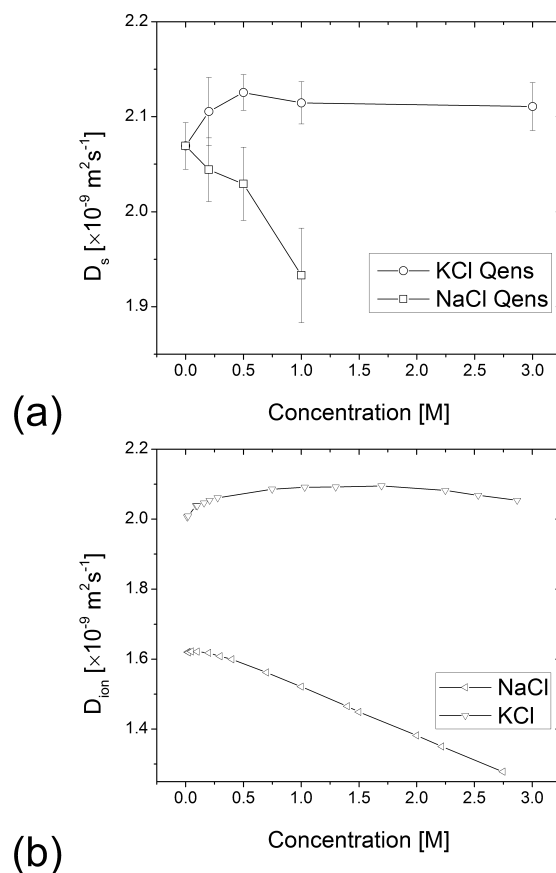 2.2
2.1
2.0
1.9
D_s [×10⁻⁹ m²s⁻¹]
KCl Qens
NaCl Qens
0.0 0.5 1.0 1.5 2.0 2.5 3.0
Concentration [M]
(a)
2.2
2.0
1.8
1.6
1.4
D_ion [×10⁻⁹ m²s⁻¹]
NaCl
KCl
0.0 0.5 1.0 1.5 2.0 2.5 3.0
Concentration [M]
(b)